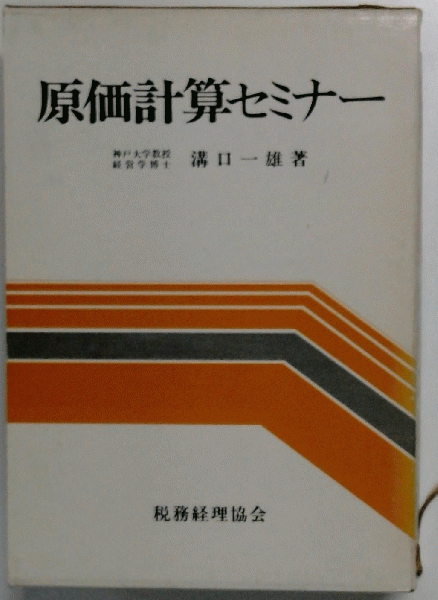 原価計算セミナー
神戸大学教授
経営学博士
溝口一雄著
税務経理協会